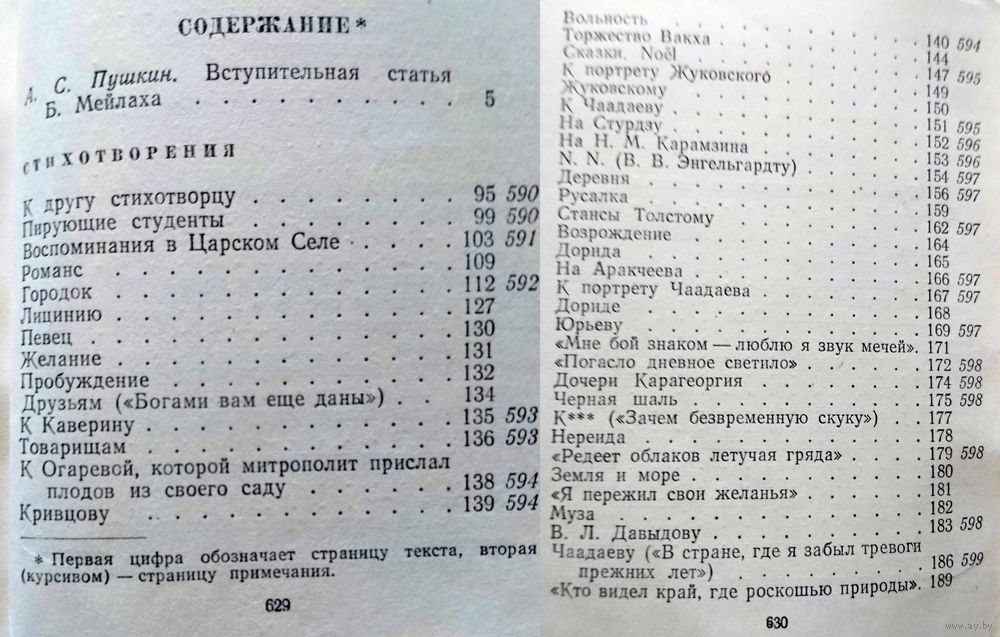 СОДЕРЖАНИЕ*
А. С. Пушкин. Вступительная статья
Б. Мейлаха . . . . . . . . . . 5
СТИХОТВОРЕНИЯ
К другу стихотворцу . . . . . . . . 95 590
Пирующие студенты . . . . . . . . 99 590
Воспоминания в Царском Селе . . . . 103 591
Романс . . . . . . . . . . . . . 109
Городок . . . . . . . . . . . . 112 592
Лицинию . . . . . . . . . . . . 127
Певец . . . . . . . . . . . . . 130
Желание . . . . . . . . . . . . 131
Пробуждение . . . . . . . . . . 132
Друзьям («Богами вам еще даны») . . 134
К Каверину . . . . . . . . . . . 135 593
Товарищам . . . . . . . . . . . 136 593
К Огаревой, которой митрополит прислал
плодов из своего саду . . . . . . 138 594
Кривцову . . . . . . . . . . . 139 594
* Первая цифра обозначает страницу текста, вторая
(курсивом) — страницу примечания.
629
Вольность . . . . . . . . . . . 140 594
Торжество Вакха . . . . . . . . . 144
Сказки. Noël . . . . . . . . . . 147 595
К портрету Жуковского . . . . . . 149
Жуковскому . . . . . . . . . . . 150
К Чаадаеву . . . . . . . . . . . 151 595
На Стурдзу . . . . . . . . . . . 152 596
На Н. М. Карамзина . . . . . . . 153 596
N. N. (В. В. Энгельгардту) . . . . . 154 597
Деревня . . . . . . . . . . . . 156 597
Русалка . . . . . . . . . . . . 159
Стансы Толстому . . . . . . . . . 162 597
Возрождение . . . . . . . . . . 164
Дорида . . . . . . . . . . . . 165
На Аракчеева . . . . . . . . . . 166 597
К портрету Чаадаева . . . . . . . 167 597
Дориде . . . . . . . . . . . . 168
Юрьеву . . . . . . . . . . . . 169 597
«Мне бой знаком — люблю я звук мечей». 171
«Погасло дневное светило» . . . . . 172 598
Дочери Карагеоргия . . . . . . . 174 598
Черная шаль . . . . . . . . . . 175 598
К*** («Зачем безвременную скуку») . . 177
Нереида . . . . . . . . . . . . 178
«Редеет облаков летучая гряда» . . . 179 598
Земля и море . . . . . . . . . . 180
«Я пережил свои желанья» . . . . . 181
Муза . . . . . . . . . . . . . 182
В. Л. Давыдову . . . . . . . . . 183 598
Чаадаеву («В стране, где я забыл тревоги
прежних лет») . . . . . . . . . 186 599
«Кто видел край, где роскошью природы». 189
630
www.ay.by